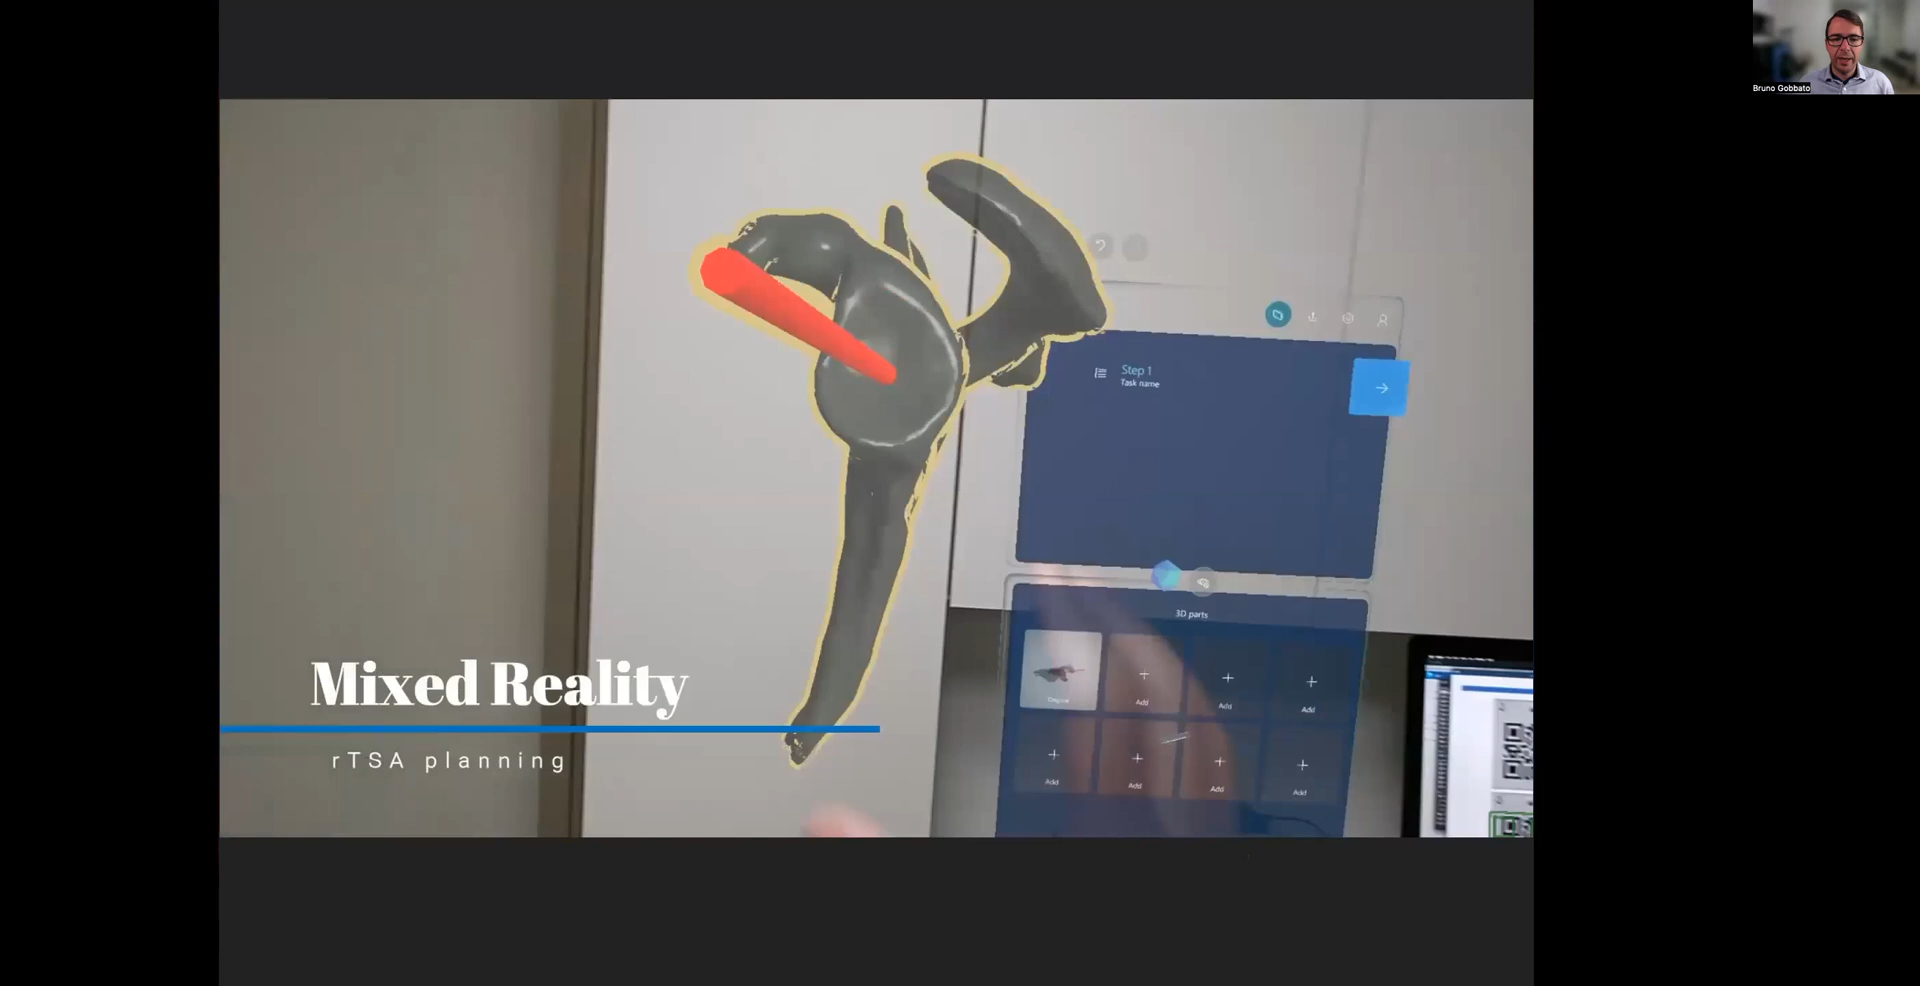 Bruno Gobbato
Step 1
Task name
3D parts
Add
Add
Add
Add
Add
Add
Add
Mixed Reality
rTSA planning